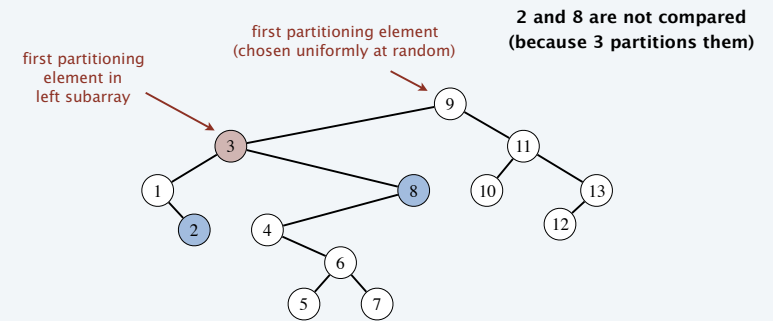 2 and 8 are not compared
(because 3 partitions them)
first partitioning element
(chosen uniformly at random)
first partitioning
element in
left subarray
9
3
11
1
8
10
13
2
4
12
6
5
7